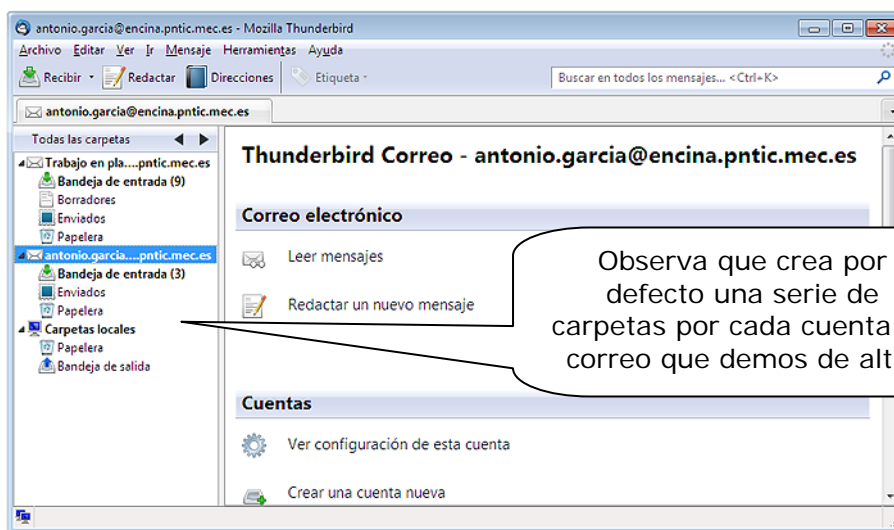 antonio.garcia@encina.pntic.mec.es - Mozilla Thunderbird
Archivo Editar Ver Ir Mensaje Herramientas Ayuda
Recibir Redactar Direcciones Etiqueta Buscar en todos los mensajes... <Ctrl+K>
antonio.garcia@encina.pntic.mec.es
Todas las carpetas
Trabajo en pla....pntic.mec.es
Bandeja de entrada (9)
Borradores
Enviados
Papelera
antonio.garcia....pntic.mec.es
Bandeja de entrada (3)
Enviados
Papelera
Carpetas locales
Papelera
Bandeja de salida
Thunderbird Correo - antonio.garcia@encina.pntic.mec.es
Correo electrónico
Leer mensajes
Redactar un nuevo mensaje
Cuentas
Ver configuración de esta cuenta
Crear una cuenta nueva
Observa que crea por
defecto una serie de
carpetas por cada cuenta
correo que demos de alt